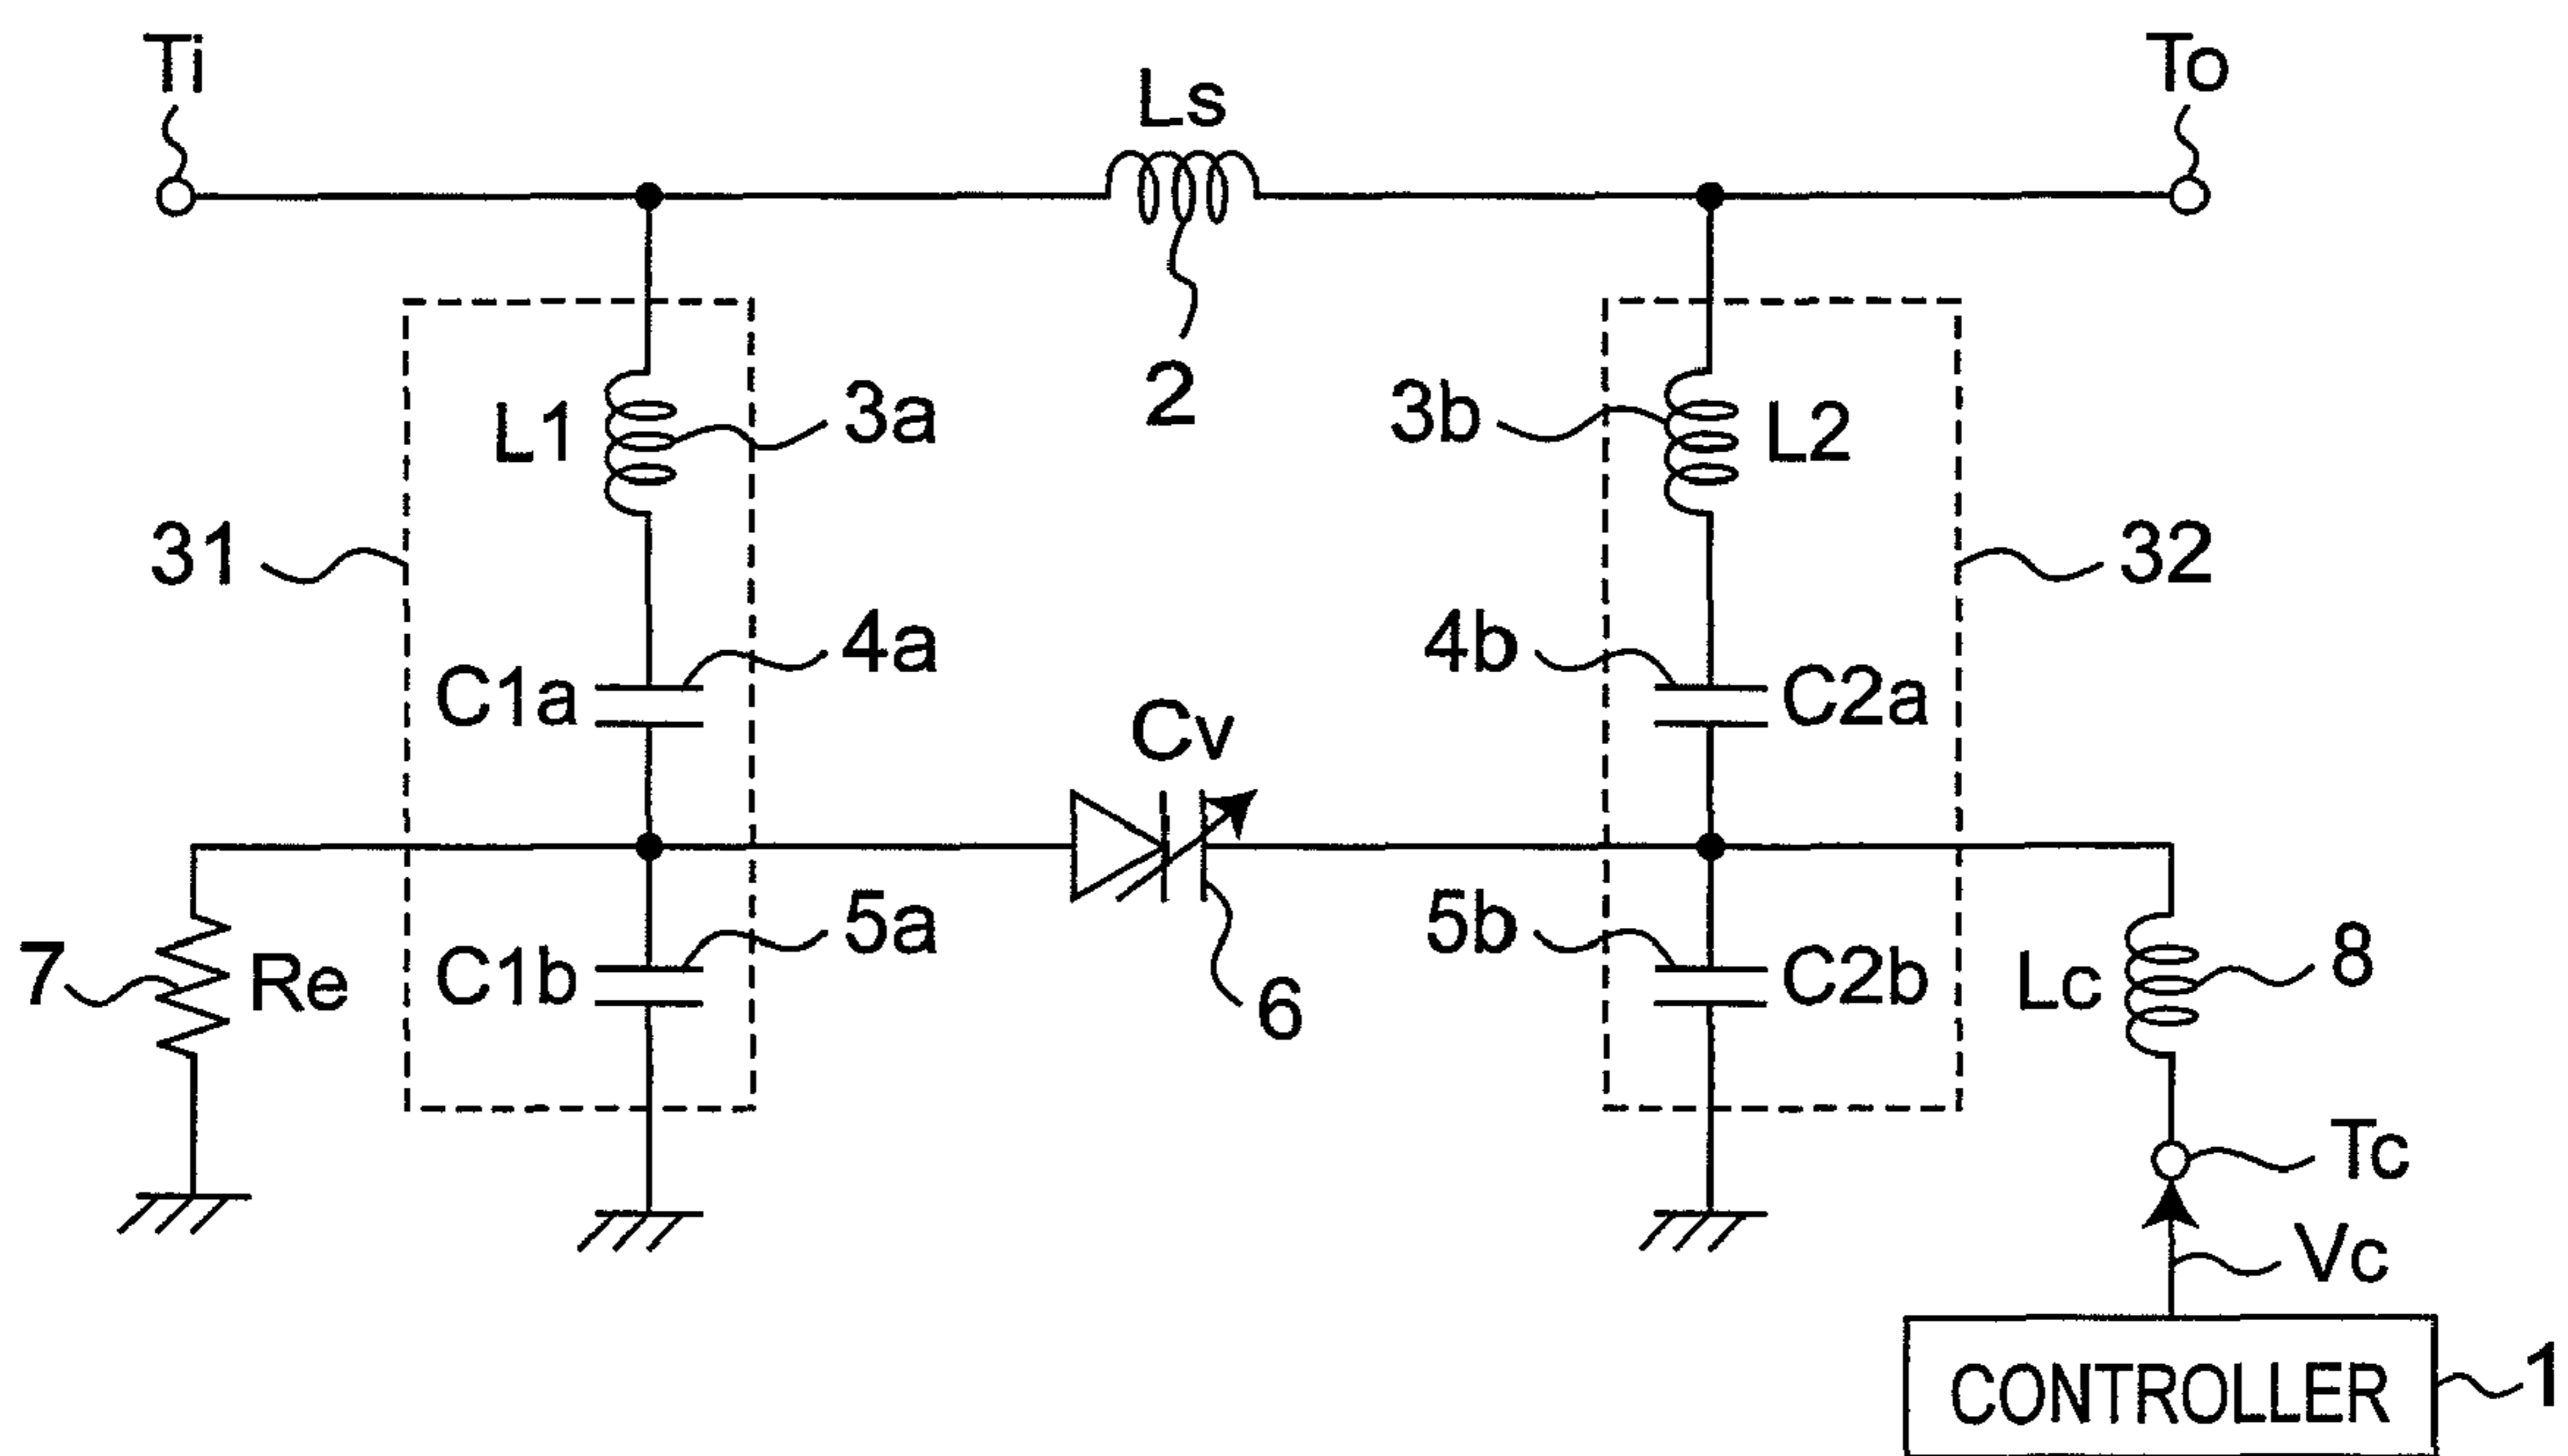 Ti
To
Ls
2
L1
3a
3b
L2
31
32
C1a
4a
4b
C2a
Cv
7
Re
C1b
5a
6
5b
C2b
Lc
8
Tc
Vc
CONTROLLER
1